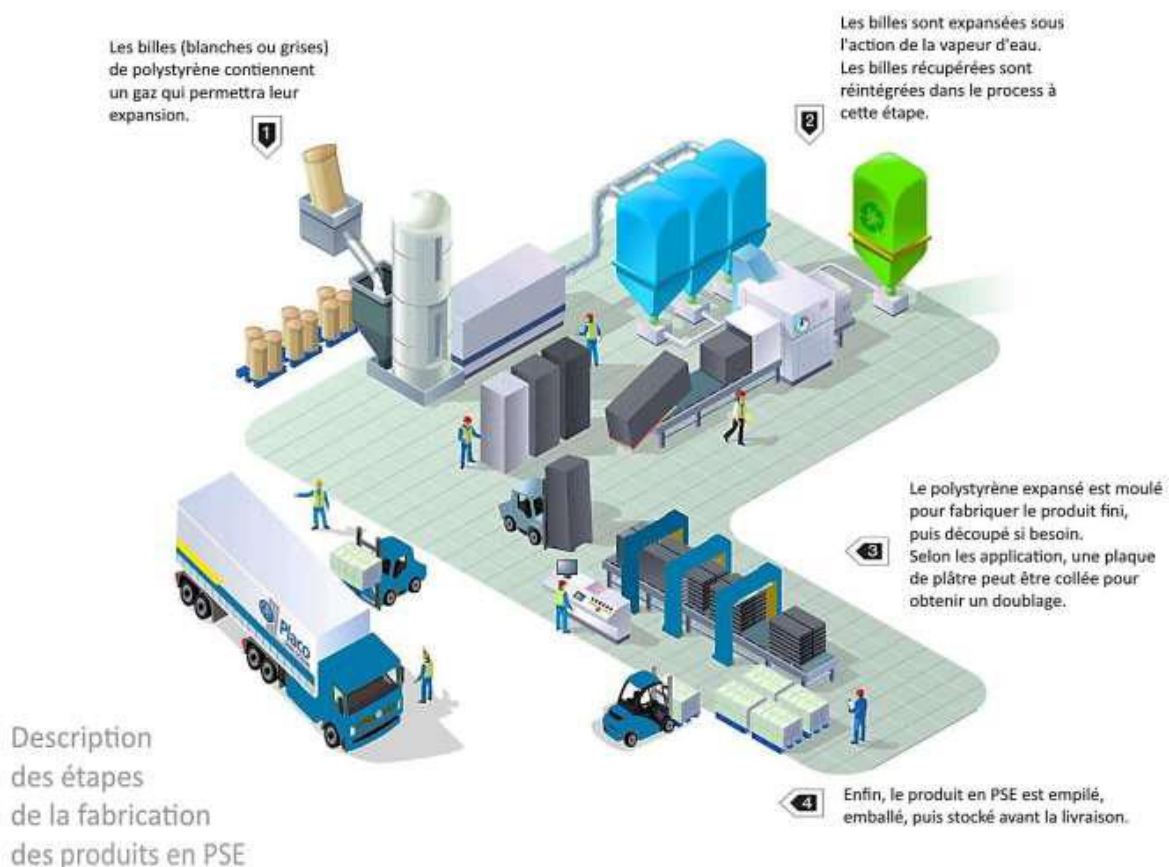 Les billes (blanches ou grises)
de polystyrène contiennent
un gaz qui permettra leur
expansion.
1
Les billes sont expansées sous
l'action de la vapeur d'eau.
Les billes récupérées sont
réintégrées dans le process à
cette étape.
2
Le polystyrène expansé est moulé
pour fabriquer le produit fini,
puis découpé si besoin.
Selon les application, une plaque
de plâtre peut être collée pour
obtenir un doublage.
3
Placo
4
Enfin, le produit en PSE est empilé,
emballé, puis stocké avant la livraison.
Description
des étapes
de la fabrication
des produits en PSE